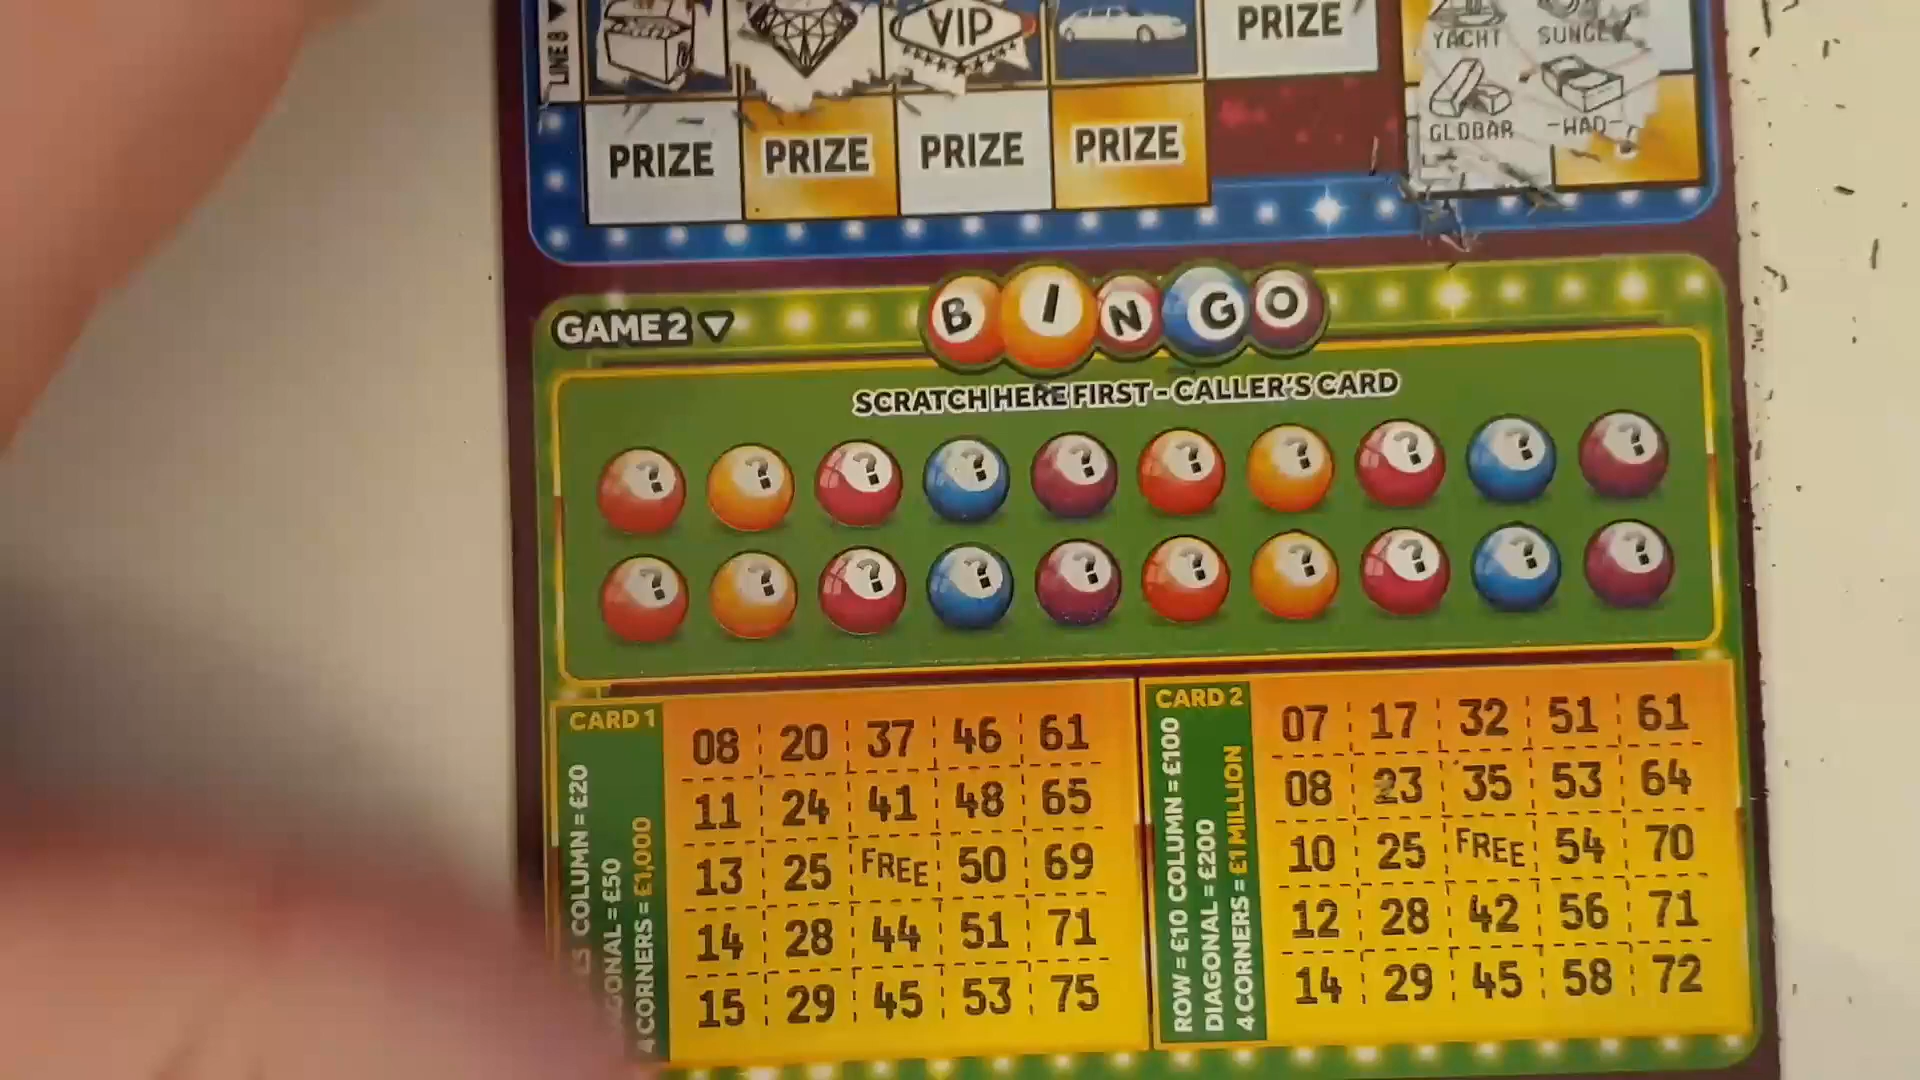 LINE 8
VIP
PRIZE
YACHT
GLDBAR
-WAD-
PRIZE PRIZE PRIZE PRIZE
GAME 2
BINGO
SCRATCH HERE FIRST - CALLER'S CARD
? ? ? ? ? ? ? ? ? ?
? ? ? ? ? ? ? ? ? ?
CARD 1
COLUMN = £20
= £50
4 CORNERS = £1,000
08 20 37 46 61
11 24 41 48 65
13 25 FREE 50 69
14 28 44 51 71
15 29 45 53 75
CARD 2
ROW = £10 COLUMN = £100
DIAGONAL = £200
4 CORNERS = £1 MILLION
07 17 32 51 61
08 23 35 53 64
10 25 FREE 54 70
12 28 42 56 71
14 29 45 58 72